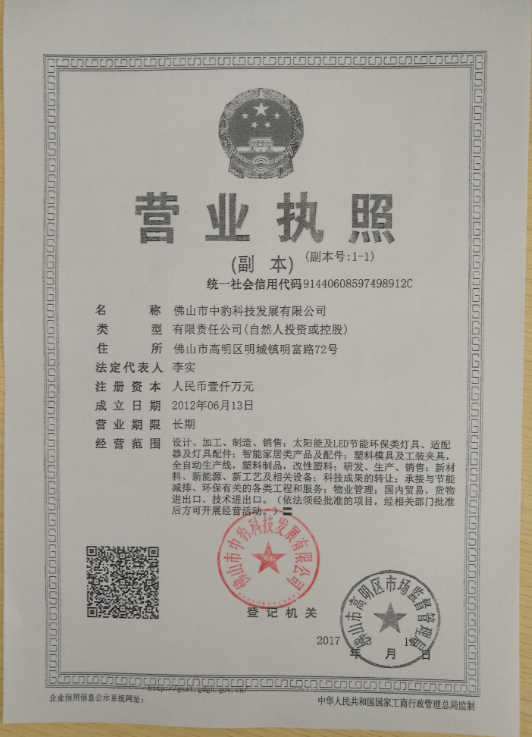 营业执照
(副 本)
(副本号:1-1)
统一社会信用代码91440608597498912C
名 称 佛山市中豹科技发展有限公司
类 型 有限责任公司(自然人投资或控股)
住 所 佛山市高明区明城镇明富路72号
法定代表人 李实
注册资本 人民币壹仟万元
成立日期 2012年06月13日
营业期限 长期
经营范围 设计、加工、制造、销售：太阳能及LED节能环保类灯具、适配
器及灯具配件；智能家居类产品及配件；塑料模具及工装夹具，
全自动生产线，塑料制品，改性塑料；研发、生产、销售：新材
料、新能源、新工艺及相关设备；科技成果的转让；承接与节能
减排、环保有关的各类工程和服务；物业管理；国内贸易，货物
进出口、技术进出口。（依法须经批准的项目，经相关部门批准
后方可开展经营活动。）〓
佛山市中豹科技发展有限公司
登记机关
佛山市高明区市场监督管理局
2017
年 月 日
http://gsxt.gdgs.gov.cn/
企业信用信息公示系统网址：
中华人民共和国国家工商行政管理总局监制